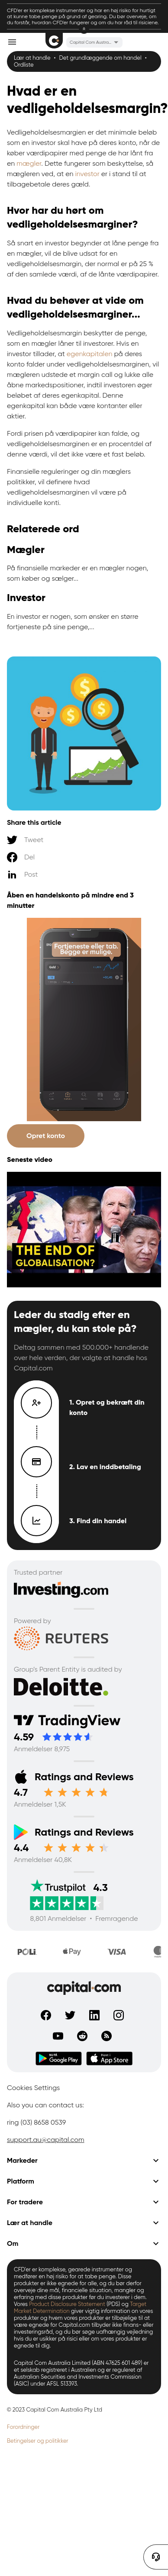 CFD'er er komplekse instrumenter og har en høj risiko for hurtigt
at kunne tabe penge på grund af gearing. Du bør overveje, om
du forstår, hvordan CFD'er fungerer og om du har råd til risiciene.
Capital Com Austra...
Lær at handle • Det grundlæggende om handel •
Ordliste
Hvad er en
vedligeholdelsesmargin?
Vedligeholdelsesmargin er det minimum beløb
som en investor skal have på en konto, når han
køber værdipapirer med penge de har lånt fra
en mægler. Dette fungerer som beskyttelse, så
mægleren ved, at en investor er i stand til at
tilbagebetale deres gæld.
Hvor har du hørt om
vedligeholdelsesmarginer?
Så snart en investor begynder at låne penge fra
en mægler, vil de blive udsat for en
vedligeholdelsesmargin, der normal er på 25 %
af den samlede værdi, af de lånte værdipapirer.
Hvad du behøver at vide om
vedligeholdelsesmarginer...
Vedligeholdelsesmargin beskytter de penge,
som en mægler låner til investorer. Hvis en
investor tillader, at egenkapitalen på deres
konto falder under vedligeholdelsesmarginen, vil
mæglere udstede et margin call og lukke alle
åbne markedspositioner, indtil investoren egen
beløbet af deres egenkapital. Denne
egenkapital kan både være kontanter eller
aktier.
Fordi prisen på værdipapirer kan falde, og
vedligeholdelsesmarginen er en procentdel af
denne værdi, vil det ikke være et fast beløb.
Finansielle reguleringer og din mæglers
politikker, vil definere hvad
vedligeholdelsesmarginen vil være på
individuelle konti.
Relaterede ord
Mægler
På finansielle markeder er en mægler nogen,
som køber og sælger...
Investor
En investor er nogen, som ønsker en større
fortjeneste på sine penge,...
Share this article
Tweet
Del
Post
Åben en handelskonto på mindre end 3
minutter
Fortjeneste eller tab.
Begge er mulige.
Opret konto
Seneste video
THE END OF
GLOBALISATION?
Leder du stadig efter en
mægler, du kan stole på?
Deltag sammen med 500.000+ handlende
over hele verden, der valgte at handle hos
Capital.com
1. Opret og bekræft din
konto
2. Lav en inddbetaling
3. Find din handel
Trusted partner
Investing.com
Powered by
REUTERS
Group's Parent Entity is audited by
Deloitte.
TradingView
4.59
Anmeldelser 8,975
Ratings and Reviews
4.7
Anmeldelser 1,5K
Ratings and Reviews
4.4
Anmeldelser 40,8K
Trustpilot 4.3
8,801 Anmeldelser • Fremragende
POLi Pay VISA
capital.com
GET IT ON
Google Play
Download on the
App Store
Cookies Settings
Also you can contact us:
ring (03) 8658 0539
support.au@capital.com
Markeder
Platform
For tradere
Lær at handle
Om
CFD'er er komplekse, gearede instrumenter og
medfører en høj risiko for at tabe penge. Disse
produkter er ikke egnede for alle, og du bør derfor
overveje dine mål, finansielle situation, behov og
erfaring med disse produkter før du investerer i dem.
Vores Product Disclosure Statement (PDS) og Target
Market Determination giver vigtig information om vores
produkter og hvem vi anser at disse produkter kan
være egnede for. Capital.com tilbyder ikke finans- eller
investeringsråd, og du bør søge uafhængig vejledning
hvis du er usikker på risici eller om vores produkter er
egnede til dig.
Capital Com Australia Limited (ABN 47625 601 489) er
et selskab registreret i Australien og er reguleret af
Australian Securities and Investments Commission
(ASIC) under AFSL 513393.
© 2023 Capital Com Australia Pty Ltd
Forordninger
Betingelser og politikker